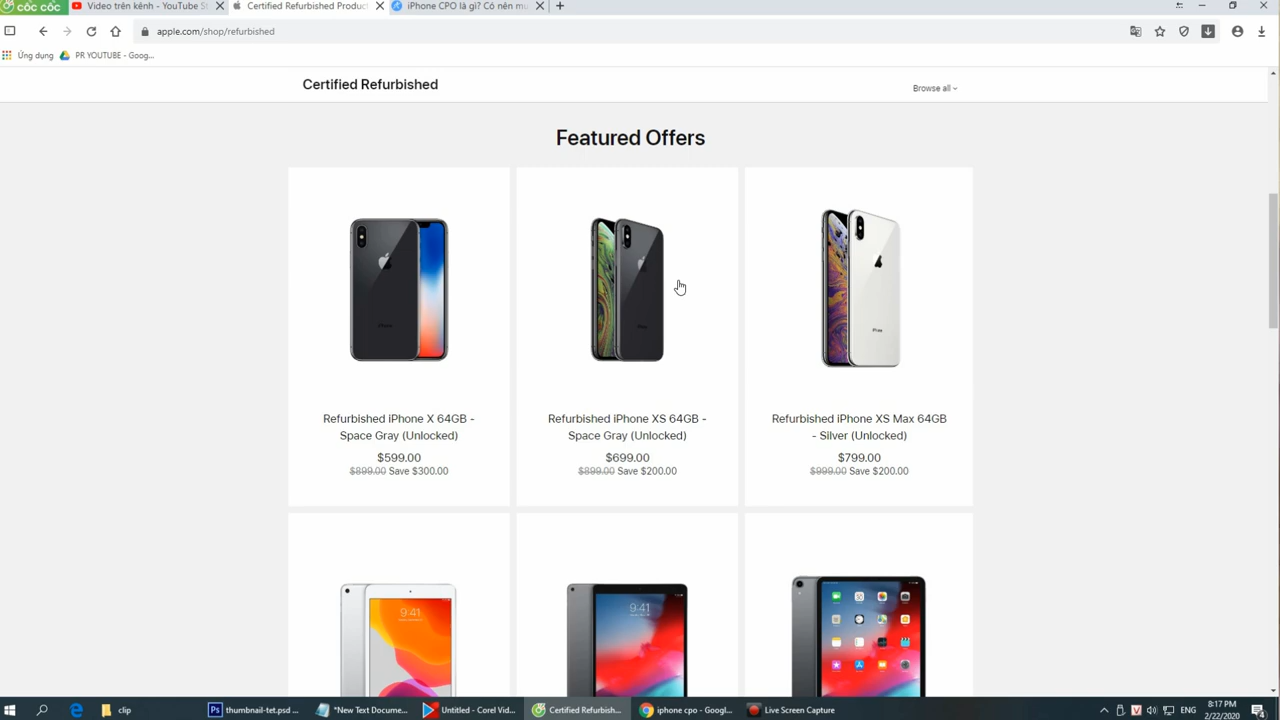 CỐC CỐC
Video trên kênh - YouTube St
Certified Refurbished Produc
iPhone CPO là gì? Có nên mu
apple.com/shop/refurbished
Ứng dụng
PR YOUTUBE - Goog...
Certified Refurbished
Browse all
Featured Offers
Refurbished iPhone X 64GB -
Space Gray (Unlocked)
$599.00
$899.00 Save $300.00
Refurbished iPhone XS 64GB -
Space Gray (Unlocked)
$699.00
$899.00 Save $200.00
Refurbished iPhone XS Max 64GB
- Silver (Unlocked)
$799.00
$999.00 Save $200.00
9:41
9:41
clip
thumbnail-tet.psd ...
*New Text Docume...
Untitled - Corel Vid...
Certified Refurbish...
iphone cpo - Googl...
Live Screen Capture
ENG
8:17 PM
2/22/2020
4